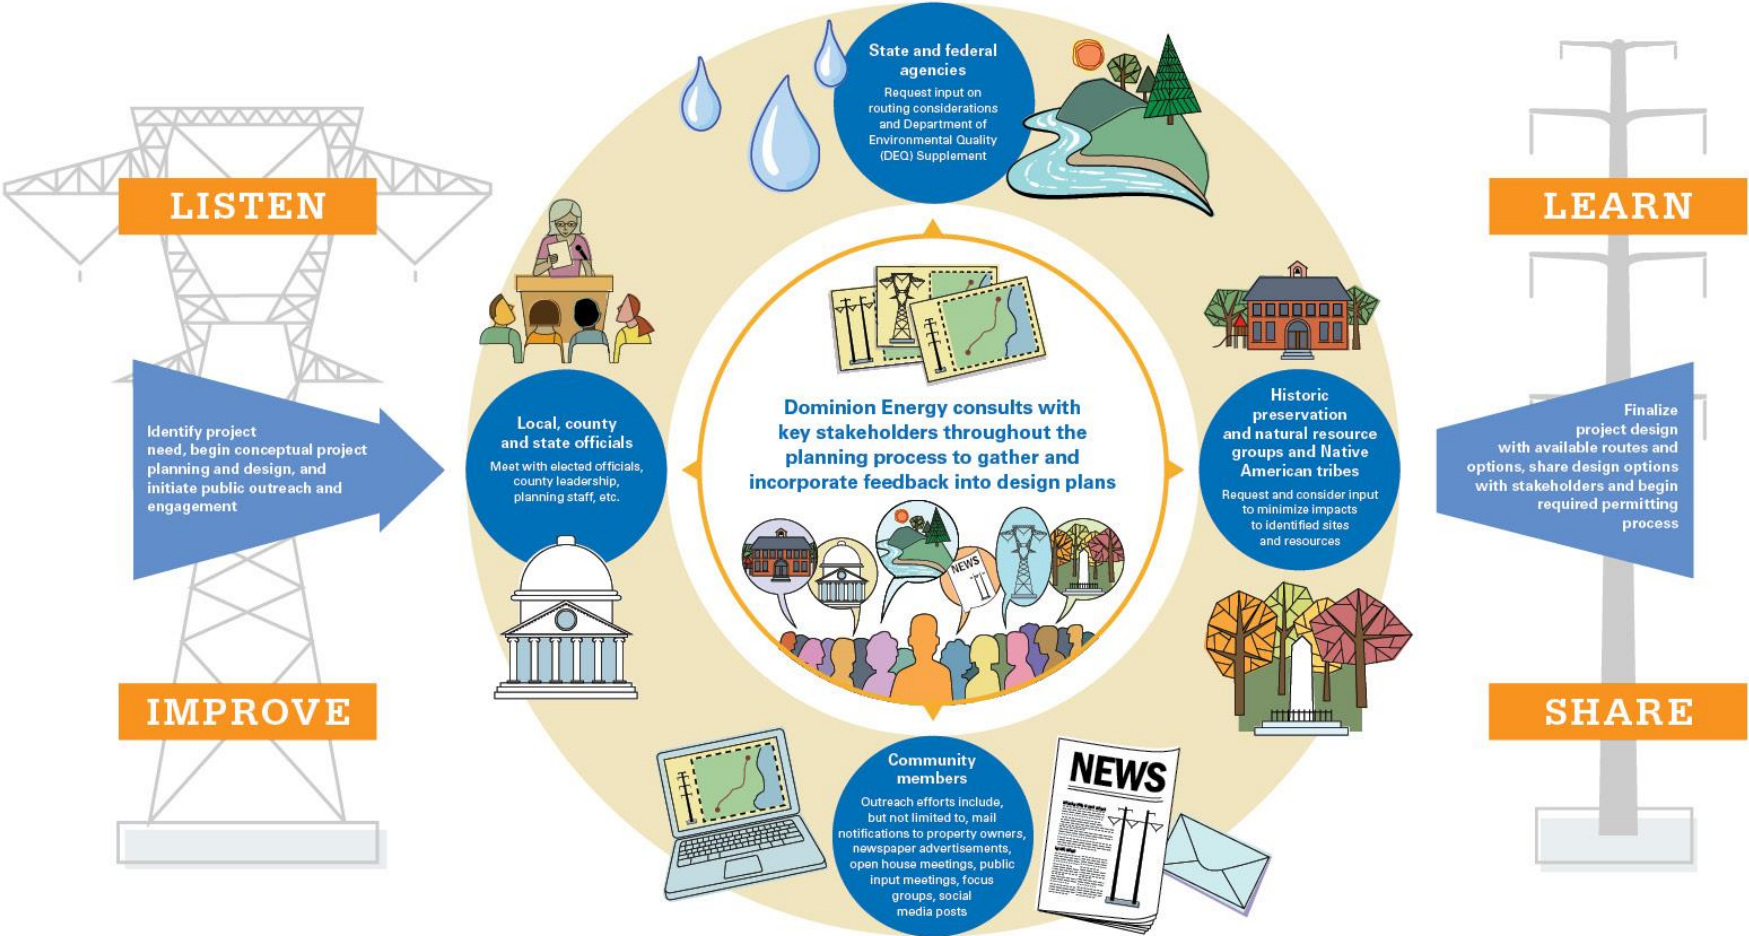 LISTEN
Identify project
need, begin conceptual project
planning and design, and
initiate public outreach and
engagement
IMPROVE
State and federal
agencies
Request input on
routing considerations
and Department of
Environmental Quality
(DEQ) Supplement
Local, county
and state officials
Meet with elected officials,
county leadership,
planning staff, etc.
Dominion Energy consults with
key stakeholders throughout the
planning process to gather and
incorporate feedback into design plans
NEWS
Historic
preservation
and natural resource
groups and Native
American tribes
Request and consider input
to minimize impacts
to identified sites
and resources
Community
members
Outreach efforts include,
but not limited to, mail
notifications to property owners,
newspaper advertisements,
open house meetings, public
input meetings, focus
groups, social
media posts
NEWS
LEARN
Finalize
project design
with available routes and
options, share design options
with stakeholders and begin
required permitting
process
SHARE